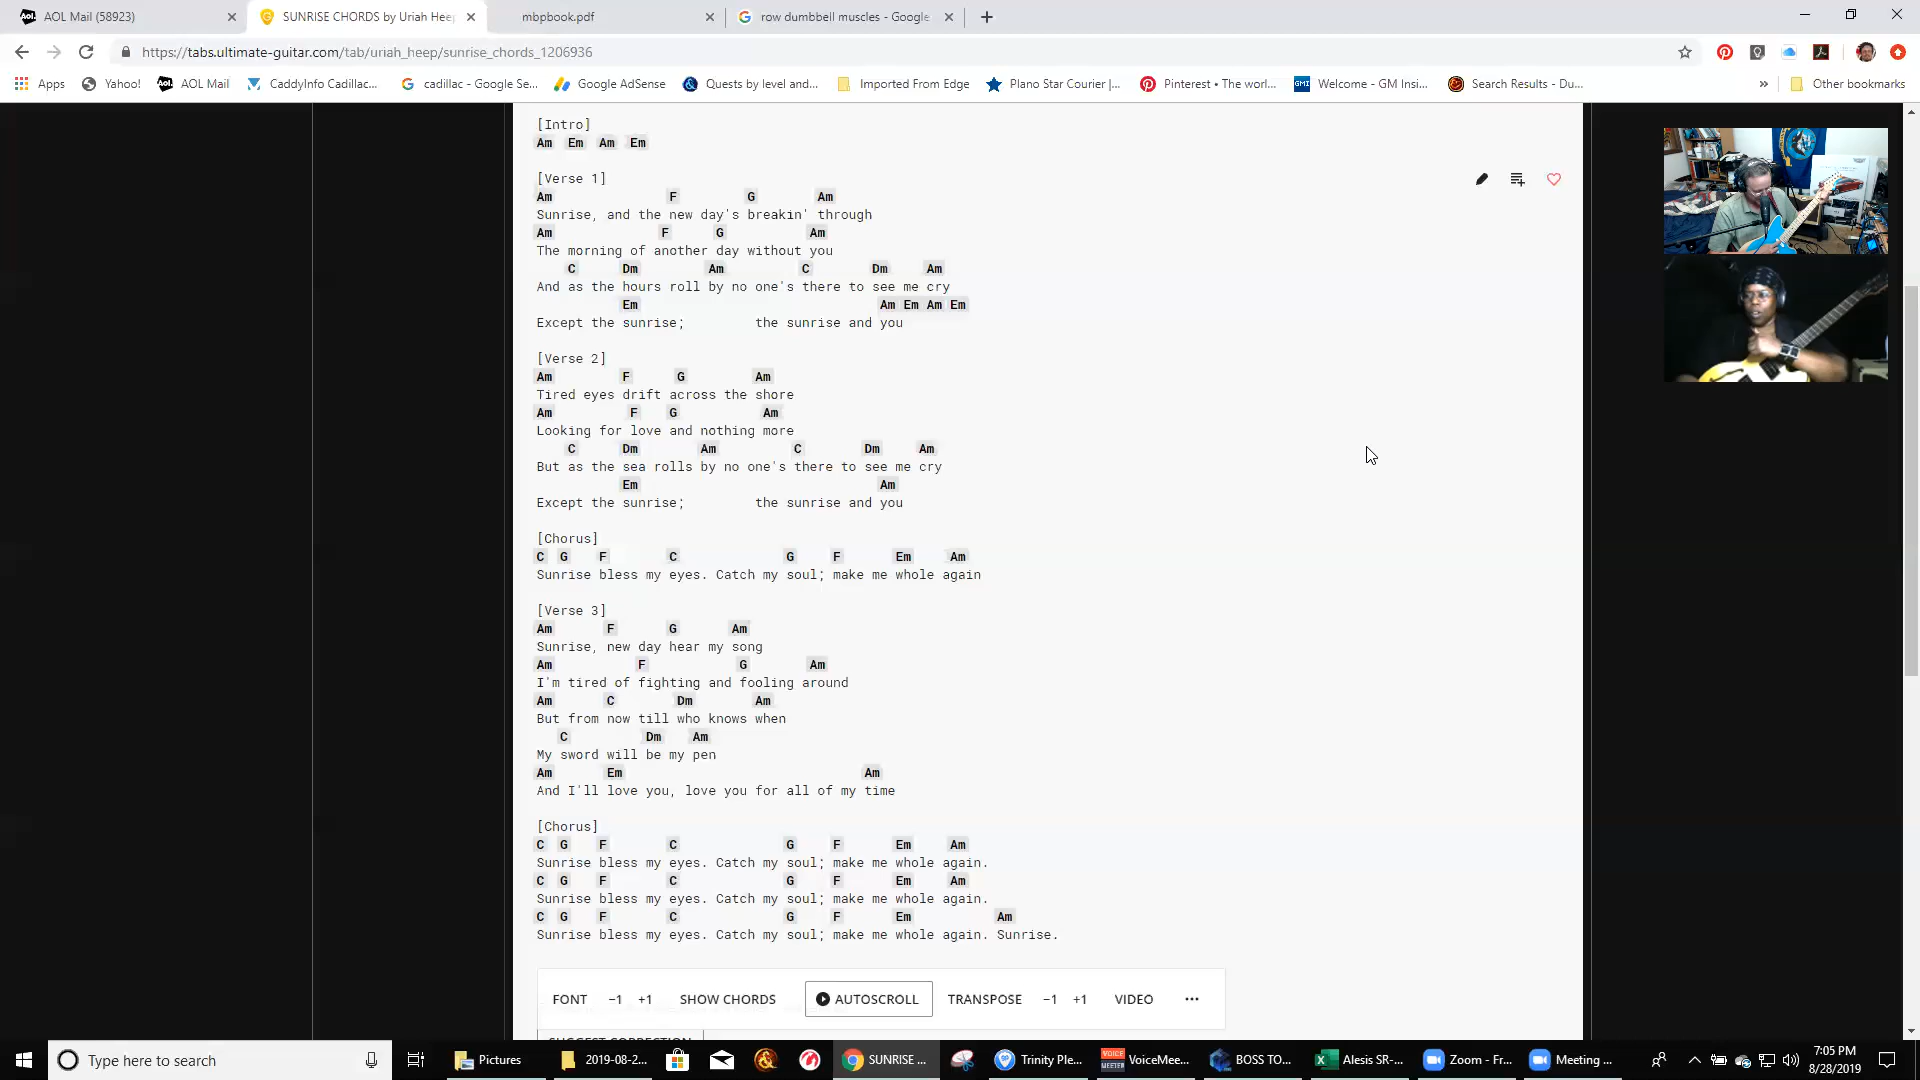 AOL Mail (58923)
SUNRISE CHORDS by Uriah Heep
mbpbook.pdf
row dumbbell muscles - Google
https://tabs.ultimate-guitar.com/tab/uriah_heep/sunrise_chords_1206936
Apps
Yahoo!
AOL Mail
CaddyInfo Cadillac...
cadillac - Google Se...
Google AdSense
Quests by level and...
Imported From Edge
Plano Star Courier |...
Pinterest • The worl...
GMI
Welcome - GM Insi...
Search Results - Du...
Other bookmarks
[Intro]
Am Em Am Em
[Verse 1]
Am F G Am
Sunrise, and the new day's breakin' through
Am F G Am
The morning of another day without you
C Dm Am C Dm Am
And as the hours roll by no one's there to see me cry
Em Am Em Am Em
Except the sunrise; the sunrise and you
[Verse 2]
Am F G Am
Tired eyes drift across the shore
Am F G Am
Looking for love and nothing more
C Dm Am C Dm Am
But as the sea rolls by no one's there to see me cry
Em Am
Except the sunrise; the sunrise and you
[Chorus]
C G F C G F Em Am
Sunrise bless my eyes. Catch my soul; make me whole again
[Verse 3]
Am F G Am
Sunrise, new day hear my song
Am F G Am
I'm tired of fighting and fooling around
Am C Dm Am
But from now till who knows when
C Dm Am
My sword will be my pen
Am Em Am
And I'll love you, love you for all of my time
[Chorus]
C G F C G F Em Am
Sunrise bless my eyes. Catch my soul; make me whole again.
C G F C G F Em Am
Sunrise bless my eyes. Catch my soul; make me whole again.
C G F C G F Em Am
Sunrise bless my eyes. Catch my soul; make me whole again. Sunrise.
FONT −1 +1 SHOW CHORDS AUTOSCROLL TRANSPOSE −1 +1 VIDEO
SUGGEST CORRECTION
Type here to search
Pictures
2019-08-2...
SUNRISE ...
Trinity Ple...
VOICE MEETER
VoiceMee...
BOSS TO...
Alesis SR-...
Zoom - Fr...
Meeting ...
7:05 PM
8/28/2019